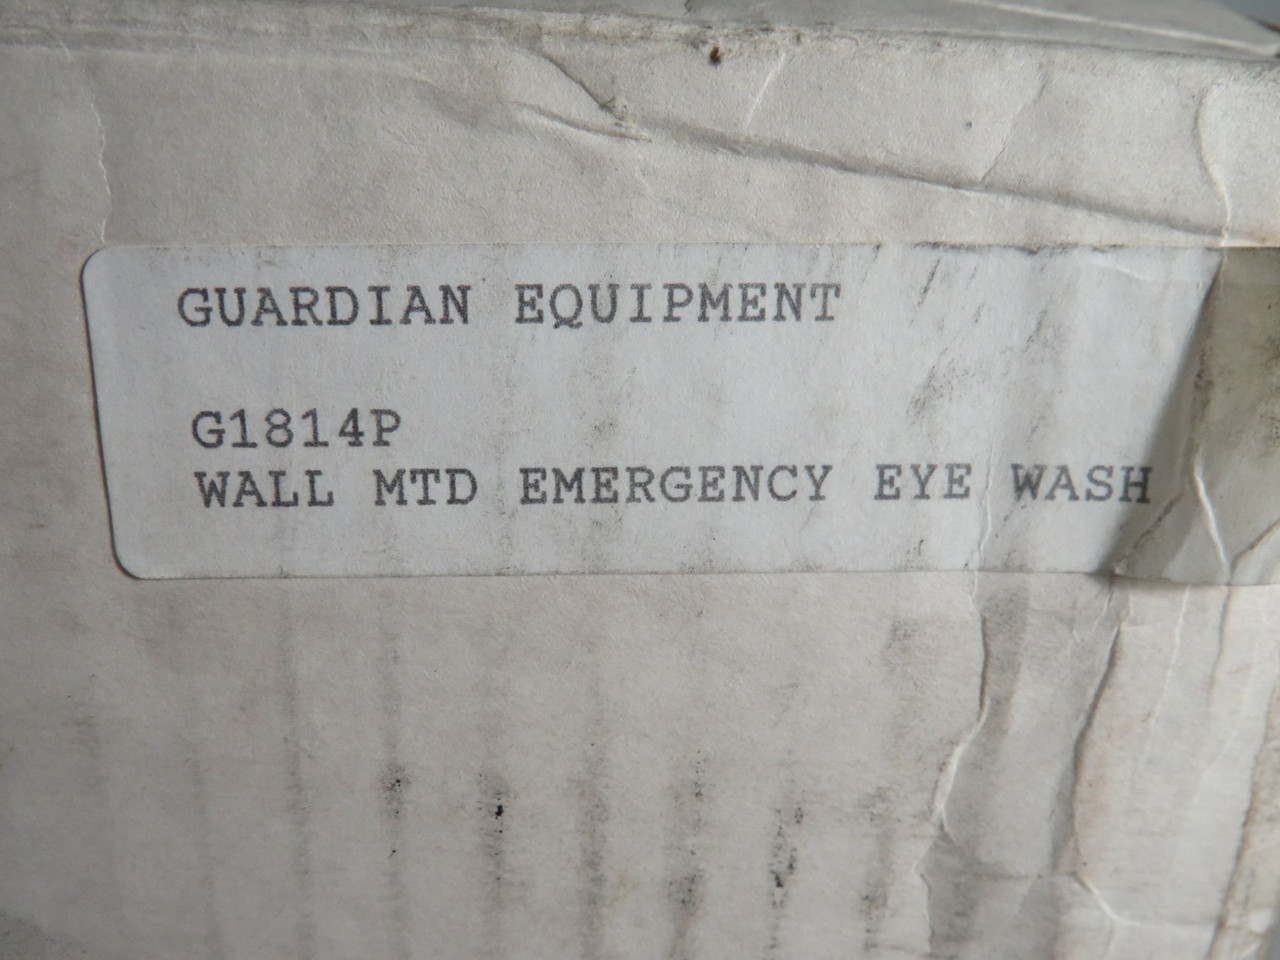 GUARDIAN EQUIPMENT
G1814P
WALL MTD EMERGENCY EYE WASH